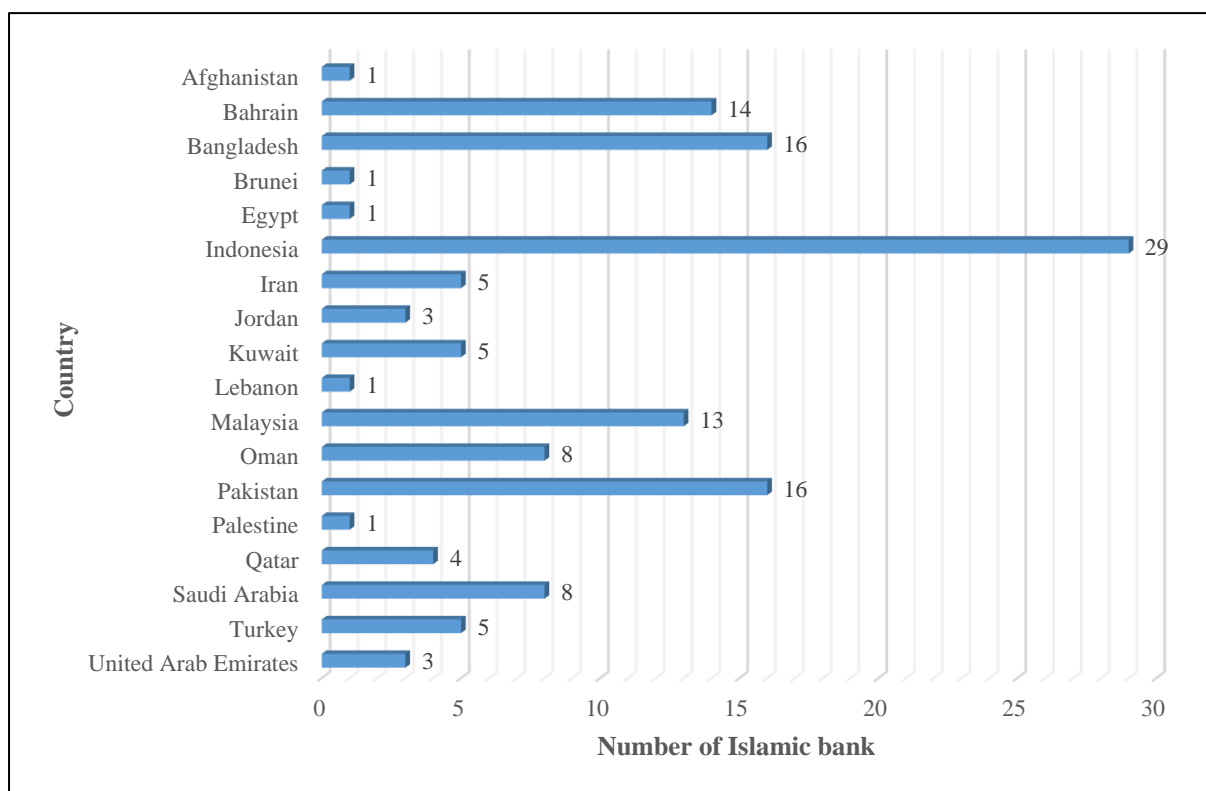 Afghanistan 1
Bahrain 14
Bangladesh 16
Brunei 1
Egypt 1
Indonesia 29
Iran 5
Jordan 3
Kuwait 5
Lebanon 1
Malaysia 13
Oman 8
Pakistan 16
Palestine 1
Qatar 4
Saudi Arabia 8
Turkey 5
United Arab Emirates 3
Country
0 5 10 15 20 25 30
Number of Islamic bank